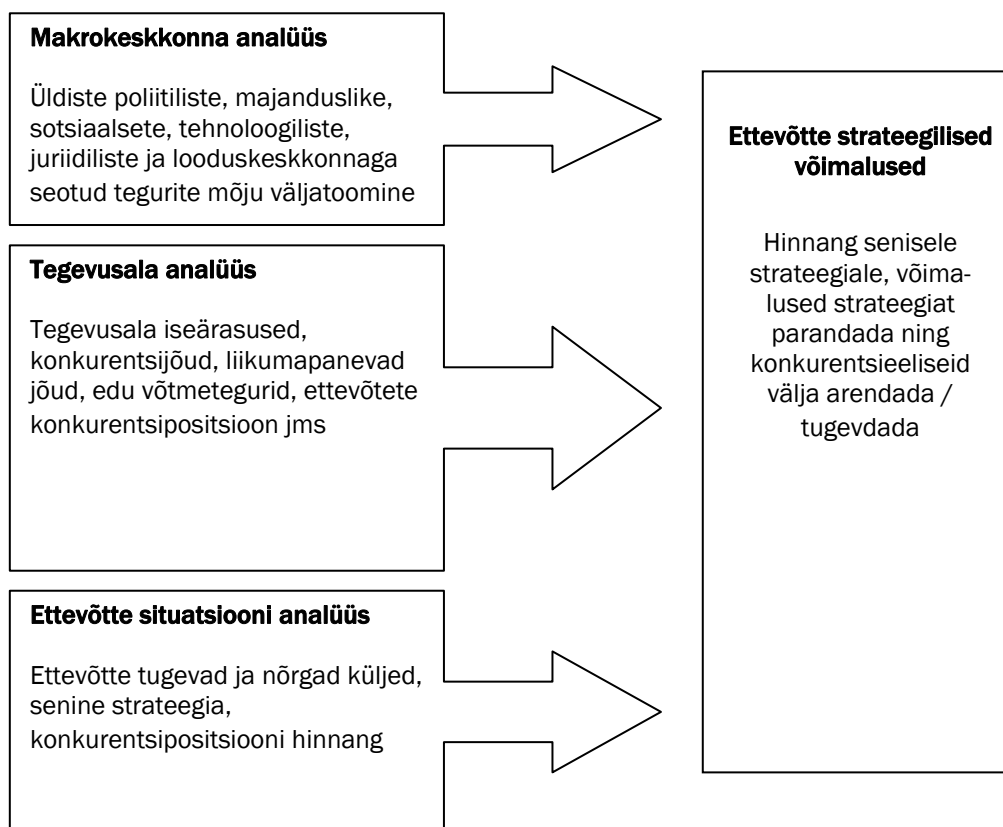 Makrokeskkonna analüüs
Üldiste poliitiliste, majanduslike,
sotsiaalsete, tehnoloogiliste,
juriidiliste ja looduskeskkonnaga
seotud tegurite mõju väljatoomine
Tegevusala analüüs
Tegevusala iseärasused,
konkurentsijõud, liikumapanevad
jõud, edu võtmetegurid, ettevõtete
konkurentsipositsioon jms
Ettevõtte situatsiooni analüüs
Ettevõtte tugevad ja nõrgad küljed,
senine strateegia,
konkurentsipositsiooni hinnang
Ettevõtte strateegilised
võimalused
Hinnang senisele
strateegiale, võima-
lused strateegiat
parandada ning
konkurentsieeliseid
välja arendada /
tugevdada